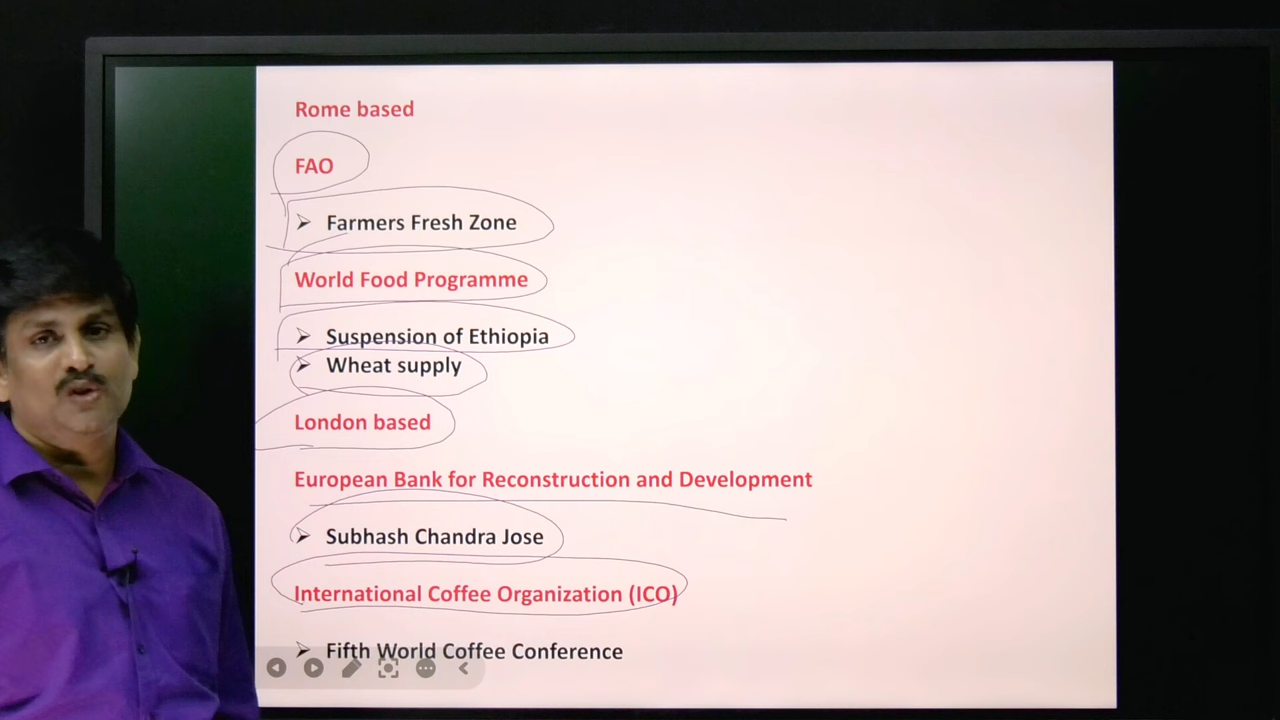 Rome based
FAO
Farmers Fresh Zone
World Food Programme
Suspension of Ethiopia
Wheat supply
London based
European Bank for Reconstruction and Development
Subhash Chandra Jose
International Coffee Organization (ICO)
Fifth World Coffee Conference